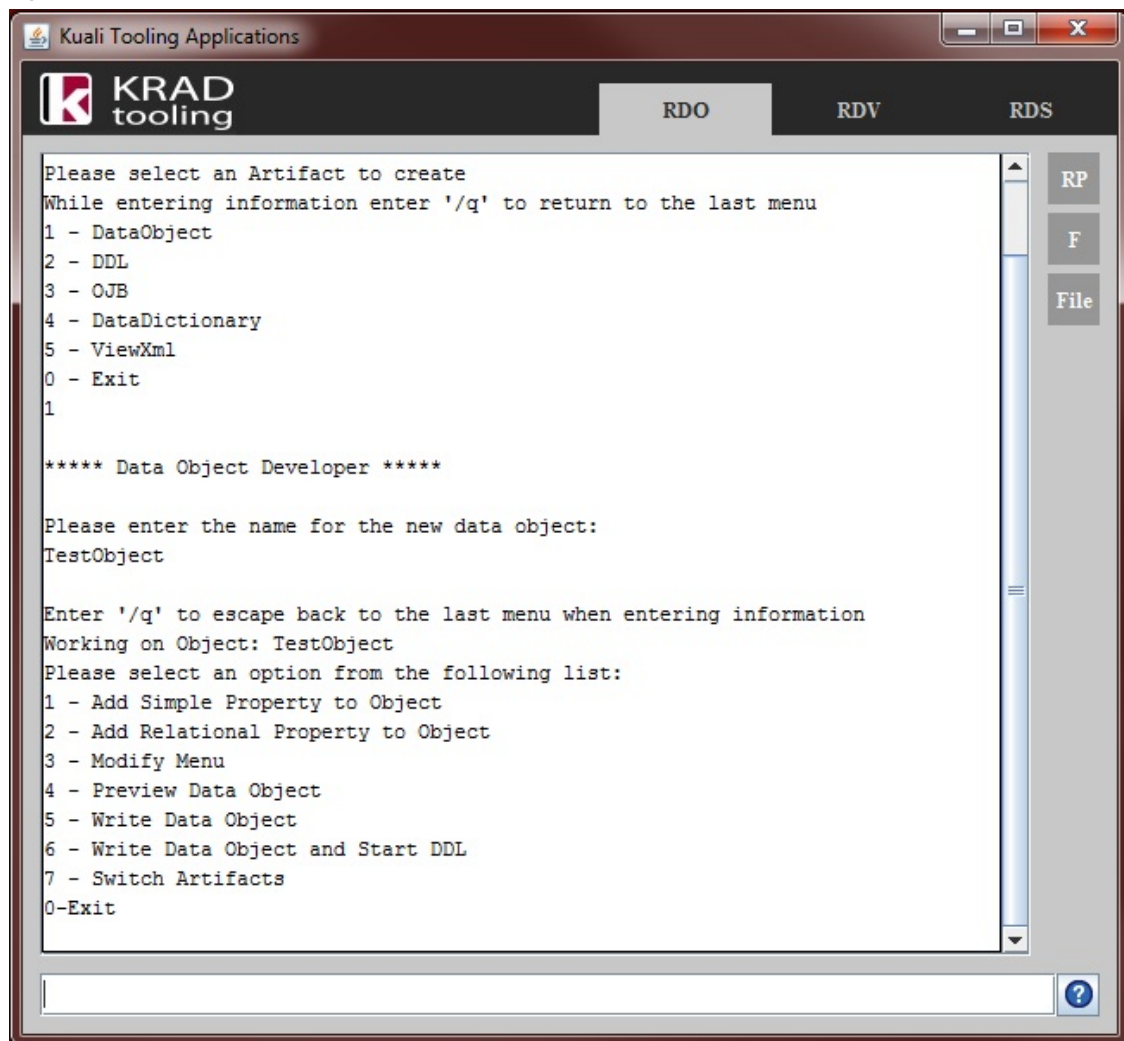 Kuali Tooling Applications
KRAD
tooling
RDO
RDV
RDS
Please select an Artifact to create
While entering information enter '/q' to return to the last menu
1 - DataObject
2 - DDL
3 - OJB
4 - DataDictionary
5 - ViewXml
0 - Exit
1
***** Data Object Developer *****
Please enter the name for the new data object:
TestObject
Enter '/q' to escape back to the last menu when entering information
Working on Object: TestObject
Please select an option from the following list:
1 - Add Simple Property to Object
2 - Add Relational Property to Object
3 - Modify Menu
4 - Preview Data Object
5 - Write Data Object
6 - Write Data Object and Start DDL
7 - Switch Artifacts
0-Exit
RP
F
File